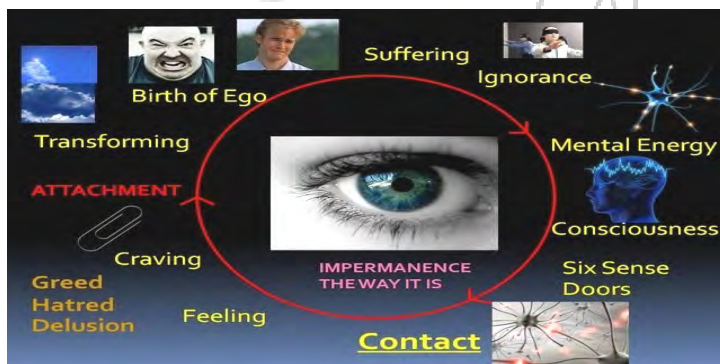 Suffering
Ignorance
Mental Energy
Consciousness
Six Sense
Doors
Contact
Feeling
Craving
Greed
Hatred
Delusion
ATTACHMENT
Transforming
Birth of Ego
IMPERMANENCE
THE WAY IT IS